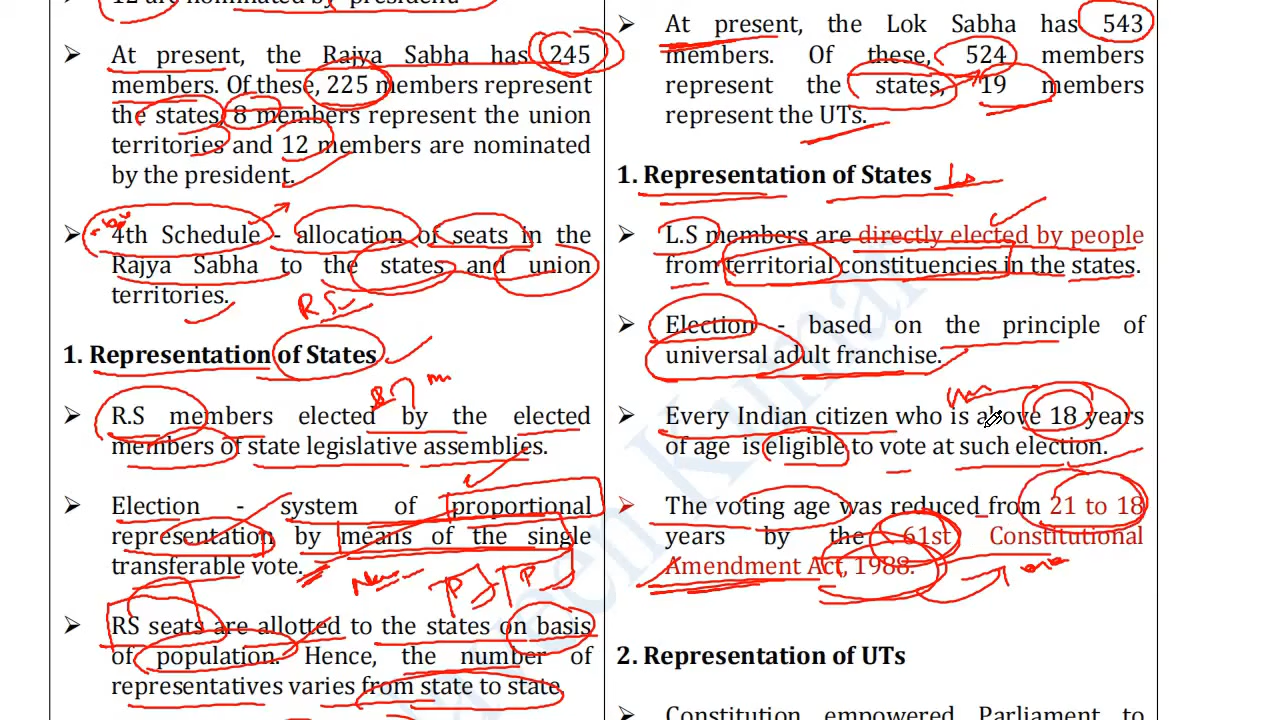 12 are nominated by president
➢ At present, the Rajya Sabha has 245
members. Of these, 225 members represent
the states, 8 members represent the union
territories and 12 members are nominated
by the president.
➢ 4th Schedule - allocation of seats in the
Rajya Sabha to the states and union
territories.
RS
1. Representation of States
➢ R.S members elected by the elected
members of state legislative assemblies.
➢ Election - system of proportional
representation by means of the single
transferable vote.
➢ RS seats are allotted to the states on basis
of population. Hence, the number of
representatives varies from state to state.
➢ At present, the Lok Sabha has 543
members. Of these, 524 members
represent the states, 19 members
represent the UTs.
1. Representation of States
➢ L.S members are directly elected by people
from territorial constituencies in the states.
➢ Election - based on the principle of
universal adult franchise.
➢ Every Indian citizen who is above 18 years
of age is eligible to vote at such election.
➢ The voting age was reduced from 21 to 18
years by the 61st Constitutional
Amendment Act, 1988.
2. Representation of UTs
➢ Constitution empowered Parliament to